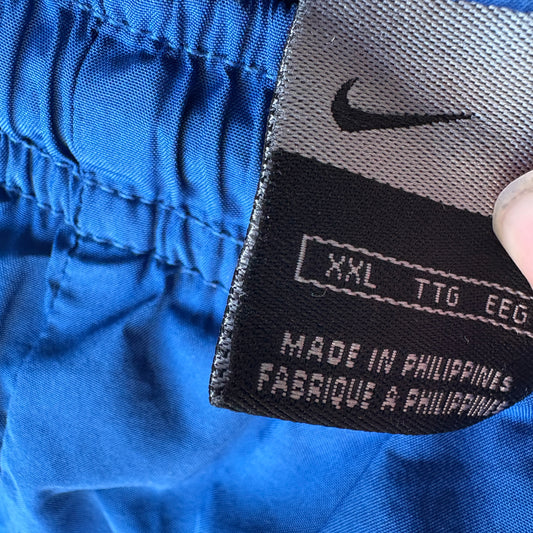 XXL TTG EEG
MADE IN PHILIPPINES
FABRIQUE A PHILIPPINES